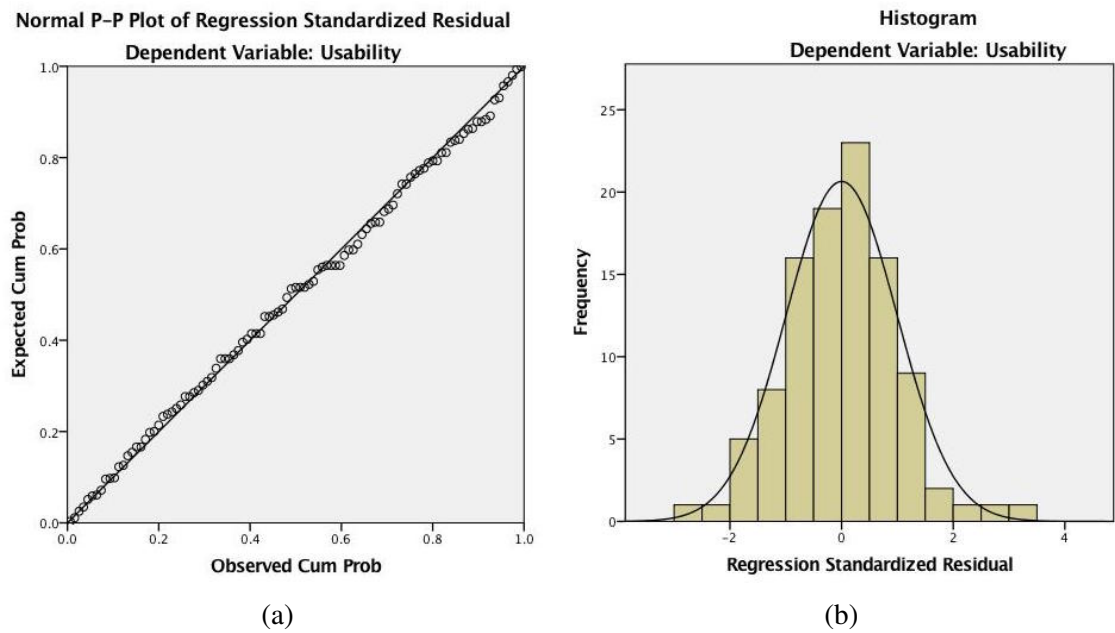 Normal P-P Plot of Regression Standardized Residual
Dependent Variable: Usability
1.0
0.8
0.6
0.4
0.2
0.0
0.0 0.2 0.4 0.6 0.8 1.0
Expected Cum Prob
Observed Cum Prob
(a)
Histogram
Dependent Variable: Usability
25
20
15
10
5
0
-2 0 2 4
Frequency
Regression Standardized Residual
(b)